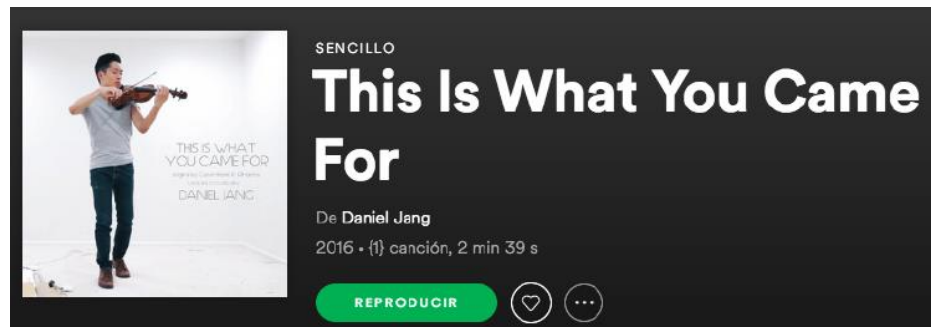 SENCILLO
This Is What You Came
For
De Daniel Jang
2016 • {1} canción, 2 min 39 s
REPRODUCIR
THIS IS WHAT
YOU CAME FOR
DANIEL JANG